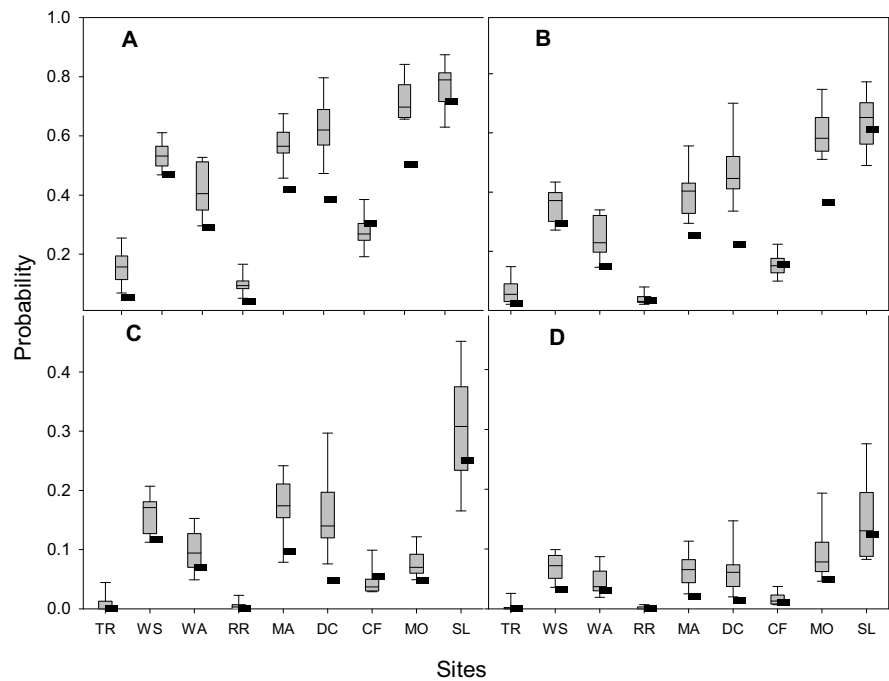 1.0
A
B
0.8
0.6
0.4
0.2
Probability
C
D
0.4
0.3
0.2
0.1
0.0
TR WS WA RR MA DC CF MO SL TR WS WA RR MA DC CF MO SL
Sites